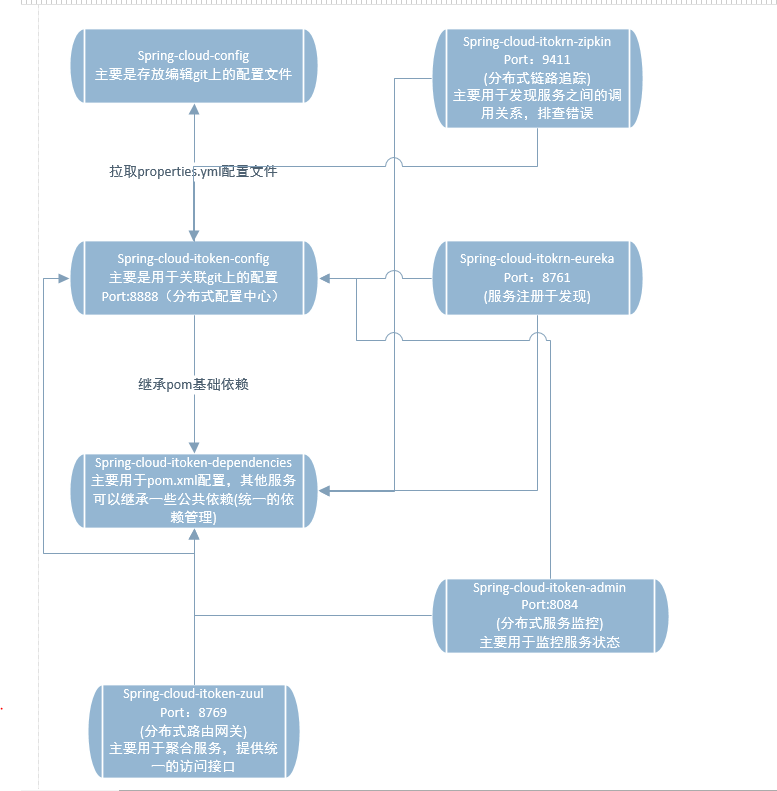 Spring-cloud-config
主要是存放编辑git上的配置文件
Spring-cloud-itokrn-zipkin
Port：9411
(分布式链路追踪)
主要用于发现服务之间的调
用关系，排查错误
拉取properties.yml配置文件
Spring-cloud-itoken-config
主要是用于关联git上的配置
Port:8888（分布式配置中心）
Spring-cloud-itokrn-eureka
Port：8761
(服务注册于发现)
继承pom基础依赖
Spring-cloud-itoken-dependencies
主要用于pom.xml配置，其他服务
可以继承一些公共依赖(统一的依
赖管理)
Spring-cloud-itoken-admin
Port:8084
(分布式服务监控)
主要用于监控服务状态
Spring-cloud-itoken-zuul
Port：8769
(分布式路由网关)
主要用于聚合服务，提供统
一的访问接口